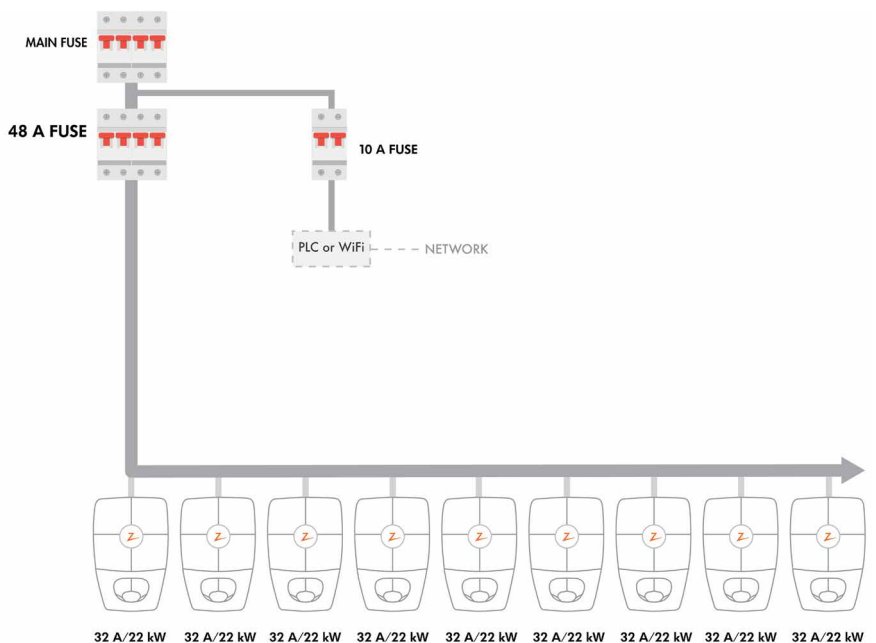 MAIN FUSE
48 A FUSE
10 A FUSE
PLC or WiFi
NETWORK
Z Z Z Z Z Z Z Z Z
32 A/22 kW 32 A/22 kW 32 A/22 kW 32 A/22 kW 32 A/22 kW 32 A/22 kW 32 A/22 kW 32 A/22 kW 32 A/22 kW